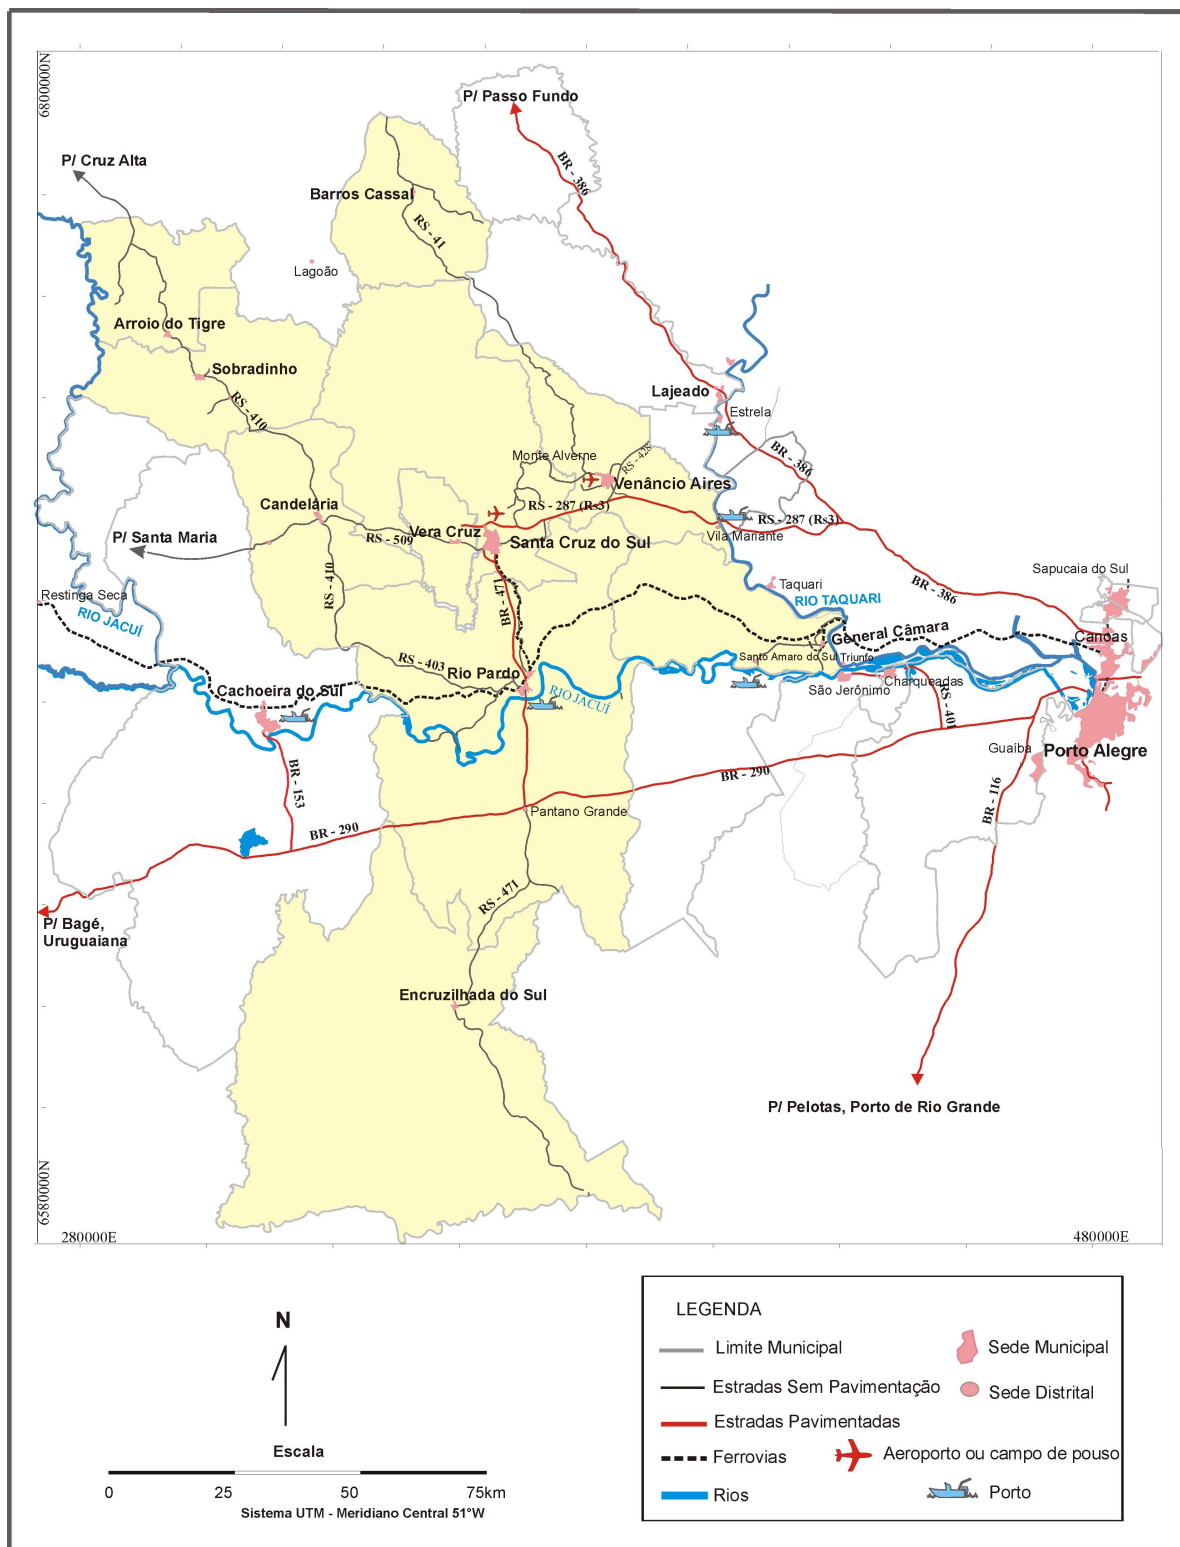 6800000N
P/ Passo Fundo
BR - 386
P/ Cruz Alta
Barros Cassal
RS - 41
Lagoão
Arroio do Tigre
Sobradinho
RS - 410
Lajeado
Estrela
BR - 386
Monte Alverne
RS - 428
Venâncio Aires
Candelária
RS - 287 (Rs3)
RS - 287 (Rs3)
Vera Cruz
P/ Santa Maria
RS - 509
Santa Cruz do Sul
Vila Mariante
Sapucaia do Sul
Restinga Seca
RS - 410
BR - 471
Taquari
BR - 386
RIO JACUÍ
RIO TAQUARI
General Câmara
Canoas
RS - 403
Rio Pardo
Santo Amaro do Sul
Triunfo
Cachoeira do Sul
RIO JACUÍ
São Jerônimo
Charqueadas
RS - 401
Guaíba
Porto Alegre
BR - 153
BR - 290
BR - 116
Pantano Grande
BR - 290
RS - 471
P/ Bagé,
Uruguaiana
Encruzilhada do Sul
P/ Pelotas, Porto de Rio Grande
6580000N
280000E
480000E
N
Escala
0 25 50 75km
Sistema UTM - Meridiano Central 51°W
LEGENDA
Limite Municipal
Sede Municipal
Estradas Sem Pavimentação
Sede Distrital
Estradas Pavimentadas
Ferrovias
Aeroporto ou campo de pouso
Rios
Porto